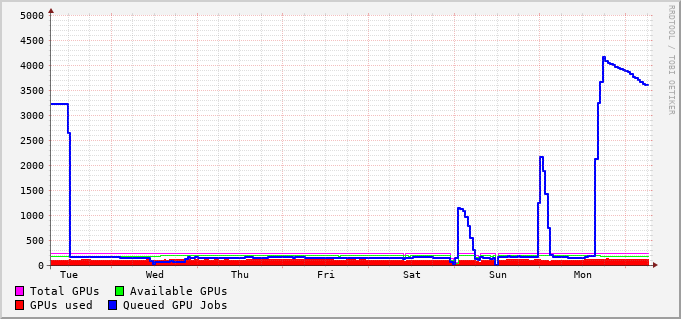 5000
4500
4000
3500
3000
2500
2000
1500
1000
500
0
Tue Wed Thu Fri Sat Sun Mon
Total GPUs Available GPUs
GPUs used Queued GPU Jobs
RRDTOOL / TOBI OETIKER